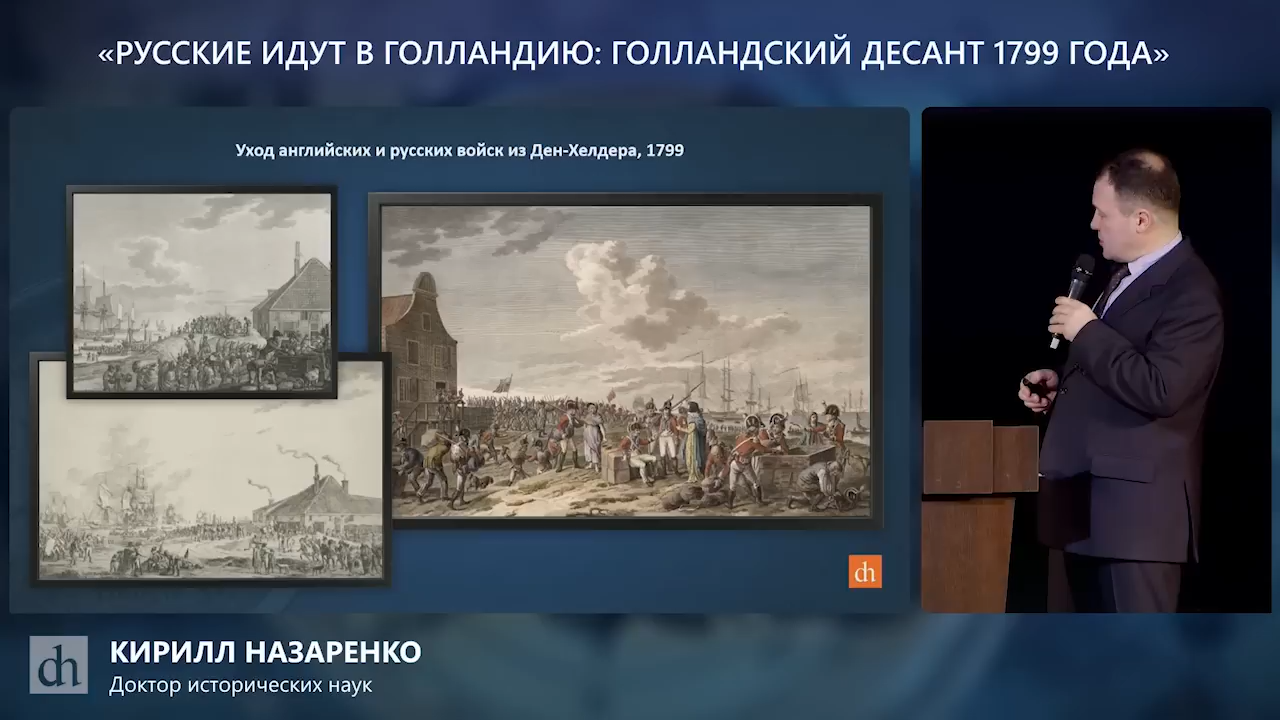 «РУССКИЕ ИДУТ В ГОЛЛАНДИЮ: ГОЛЛАНДСКИЙ ДЕСАНТ 1799 ГОДА»
Уход английских и русских войск из Ден-Хелдера, 1799
dh
dh
КИРИЛЛ НАЗАРЕНКО
Доктор исторических наук